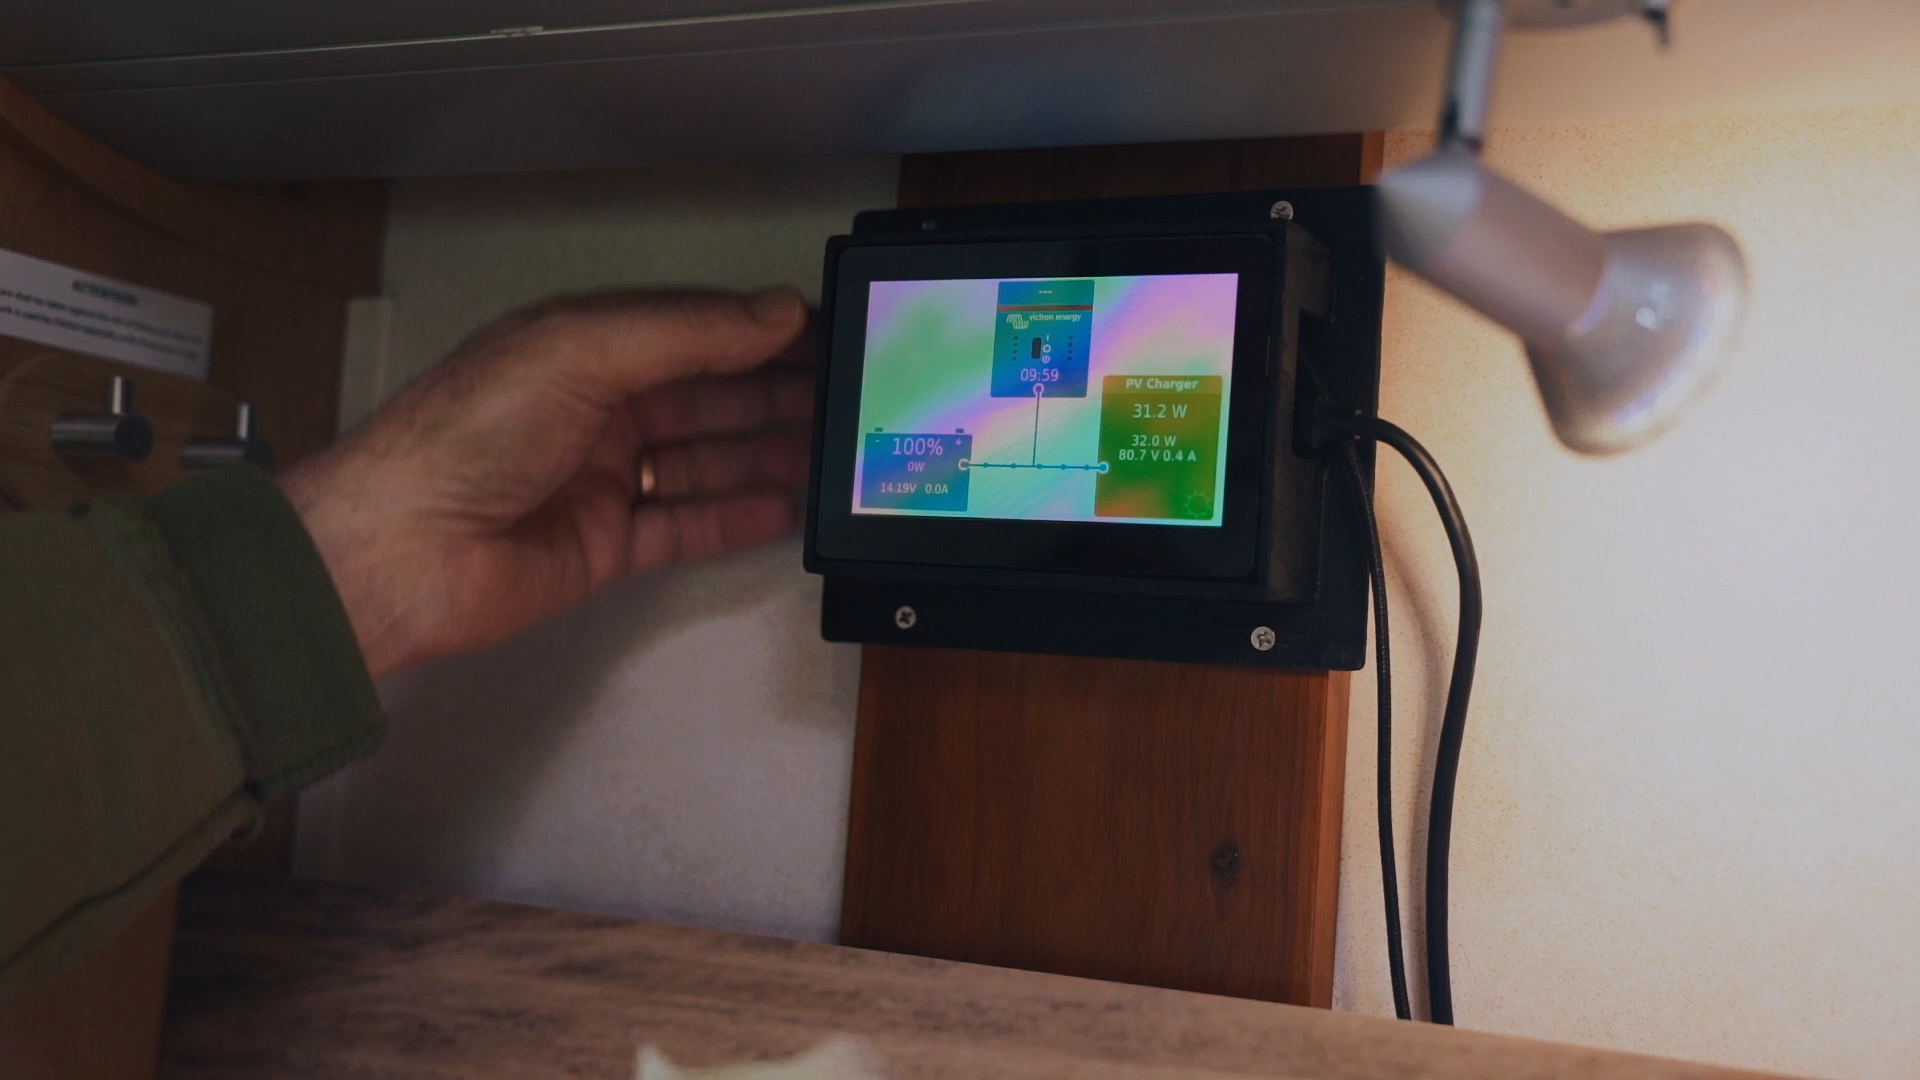 ATTENTION
---
victron energy
09:59
PV Charger
31.2 W
32.0 W
80.7 V 0.4 A
- 100% +
0W
14.19V 0.0A